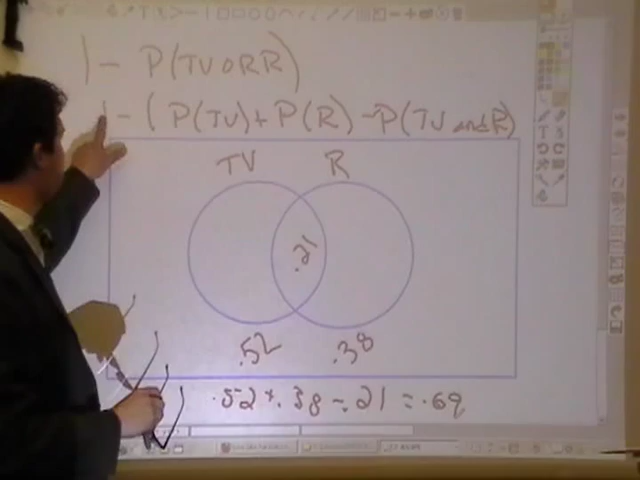 1 - P(TV OR R)
1 - (P(TV) + P(R) - P(TV and R)
TV R
.21
.52 .38
.52 + .38 - .21 = .69